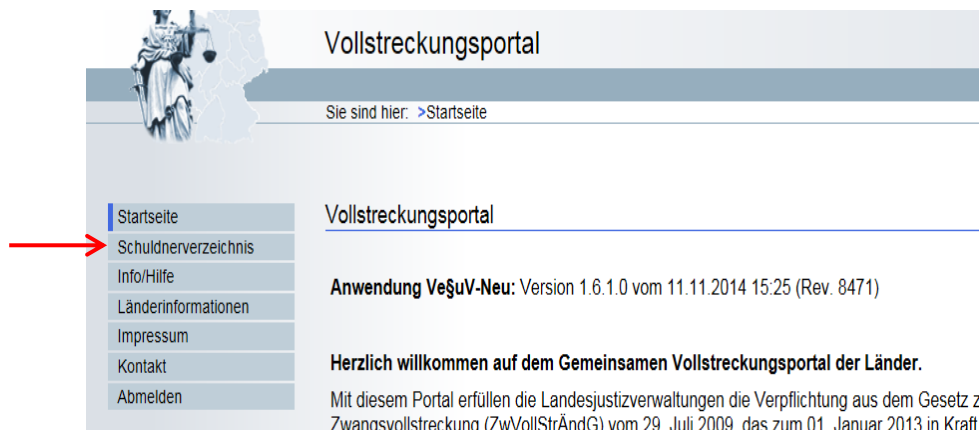 Vollstreckungsportal
Sie sind hier: >Startseite
Startseite
Schuldnerverzeichnis
Info/Hilfe
Länderinformationen
Impressum
Kontakt
Abmelden
Vollstreckungsportal
Anwendung Ve§uV-Neu: Version 1.6.1.0 vom 11.11.2014 15:25 (Rev. 8471)
Herzlich willkommen auf dem Gemeinsamen Vollstreckungsportal der Länder.
Mit diesem Portal erfüllen die Landesjustizverwaltungen die Verpflichtung aus dem Gesetz z
Zwangsvollstreckung (ZwVollStrÄndG) vom 29. Juli 2009, das zum 01. Januar 2013 in Kraft